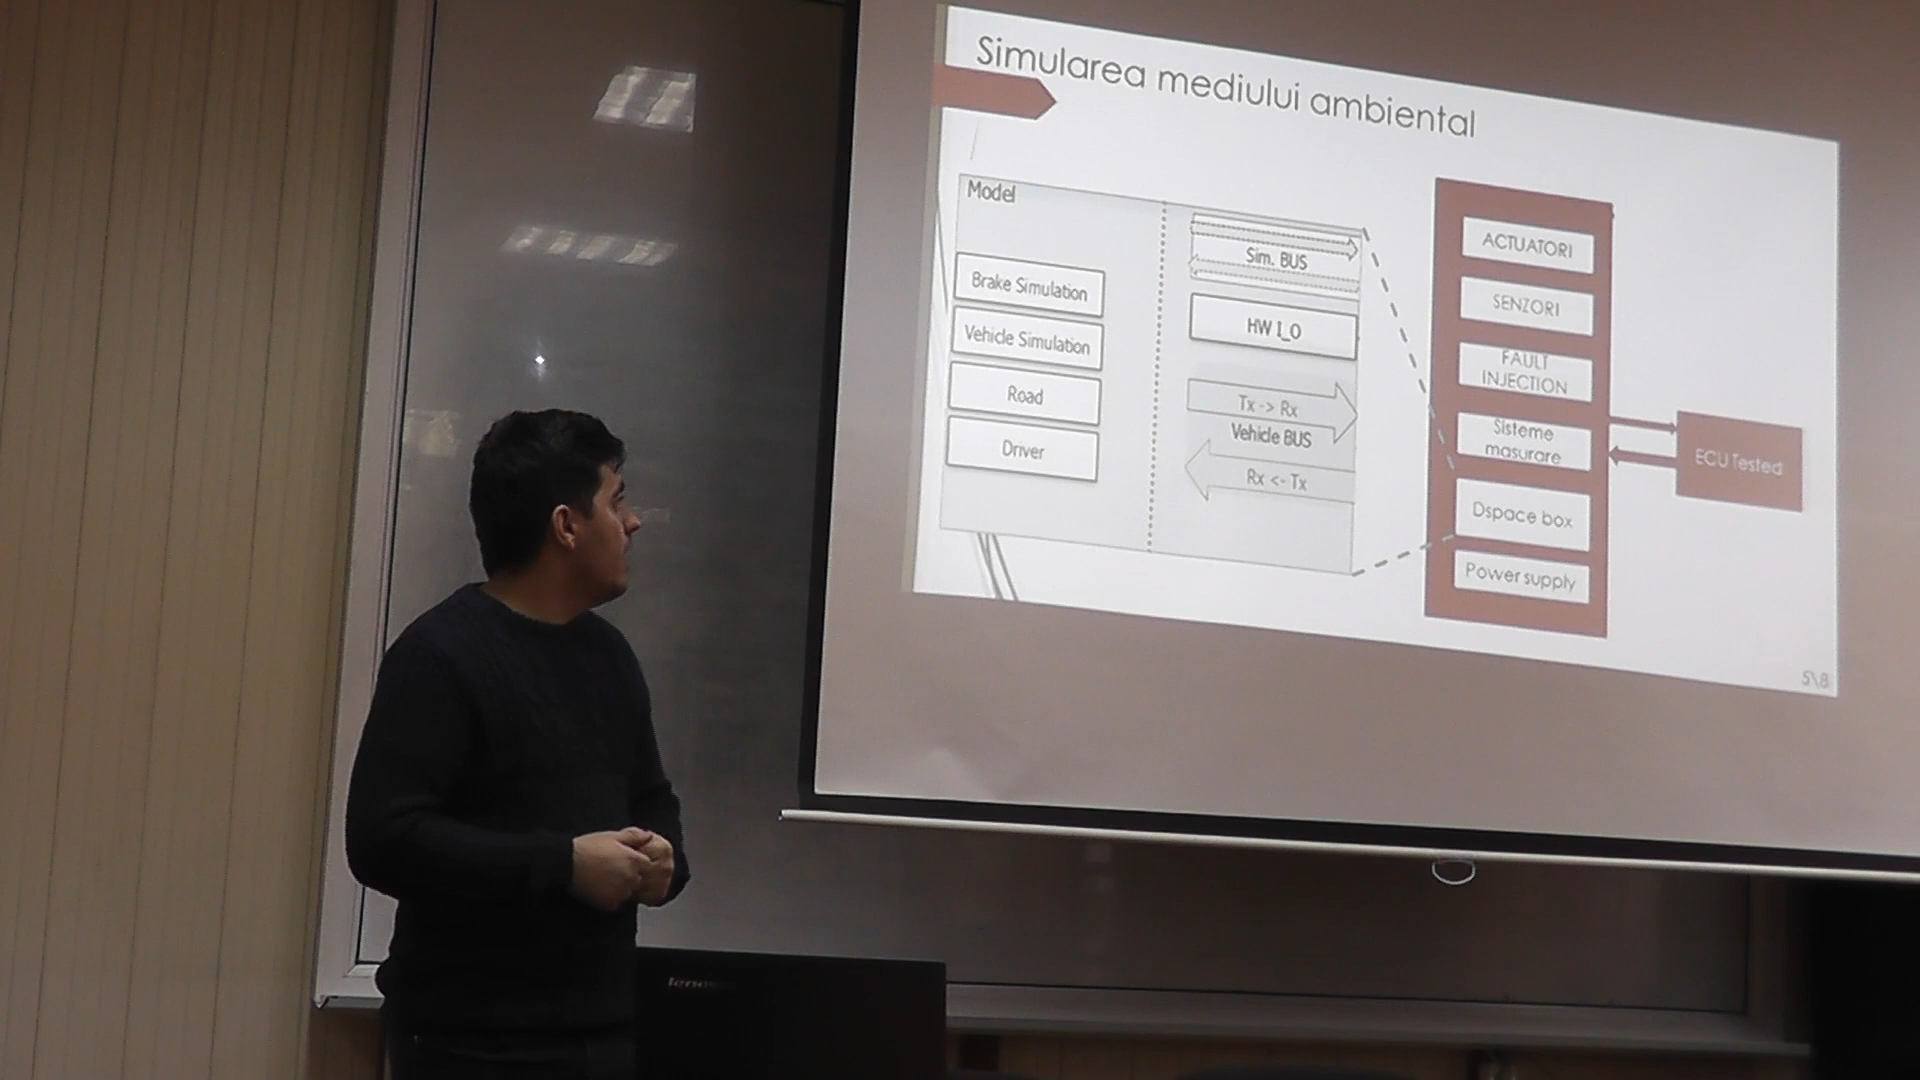 Simularea mediului ambiental
Model
Brake Simulation
Vehicle Simulation
Road
Driver
Sim. BUS
HW I_O
Tx -> Rx
Vehicle BUS
Rx <- Tx
ACTUATORI
SENZORI
FAULT
INJECTION
Sisteme
masurare
Dspace box
Power supply
ECU Tested
5\8
lenovo